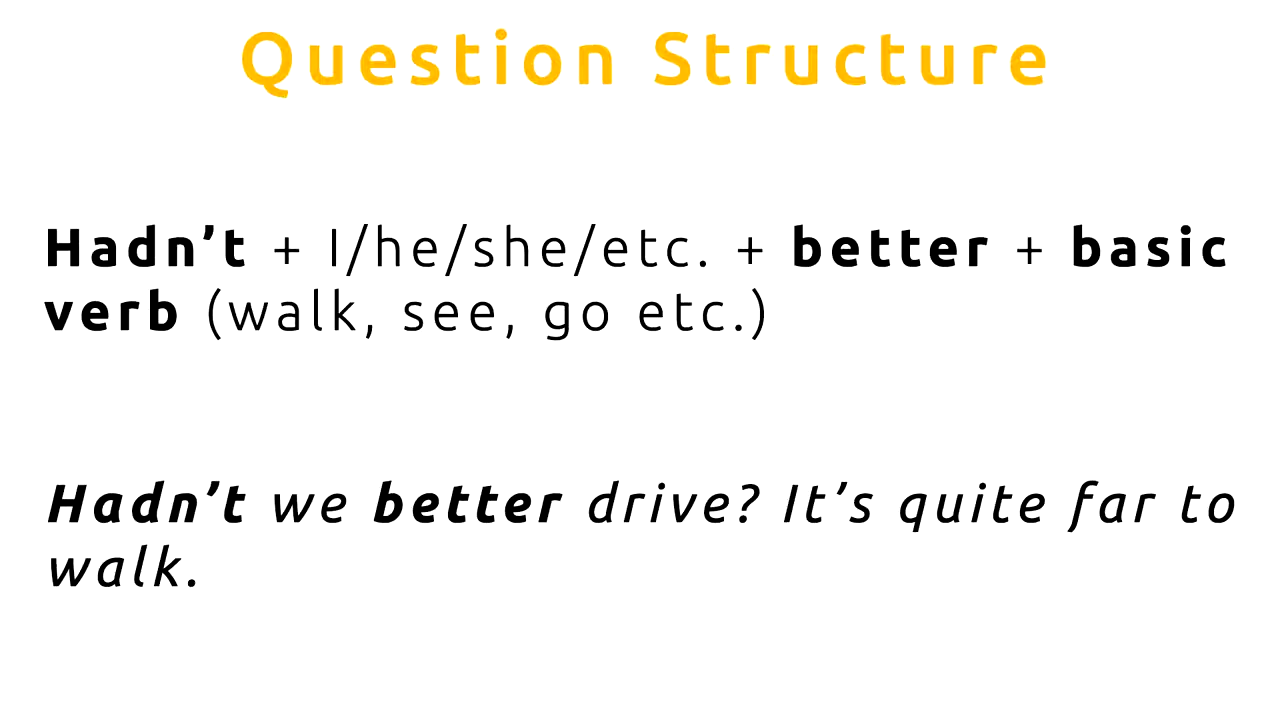 Question Structure
Hadn’t + I/he/she/etc. + better + basic
verb (walk, see, go etc.)
Hadn’t we better drive? It’s quite far to
walk.